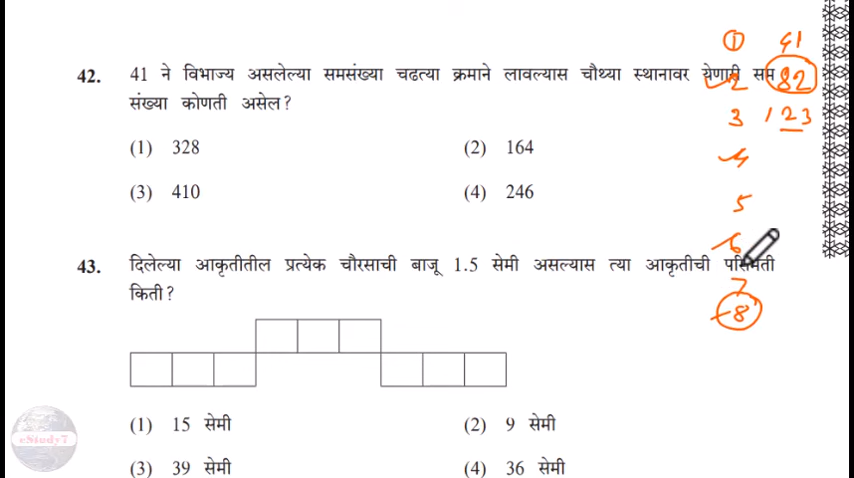 42. 41 ने विभाज्य असलेल्या समसंख्या चढत्या क्रमाने लावल्यास चौथ्या स्थानावर येणारी सम
संख्या कोणती असेल?
(1) 328 (2) 164
(3) 410 (4) 246
43. दिलेल्या आकृतीतील प्रत्येक चौरसाची बाजू 1.5 सेमी असल्यास त्या आकृतीची परिमिती
किती?
(1) 15 सेमी (2) 9 सेमी
(3) 39 सेमी (4) 36 सेमी
1 41
2 82
3 123
4
5
6
7
8
eStudy7